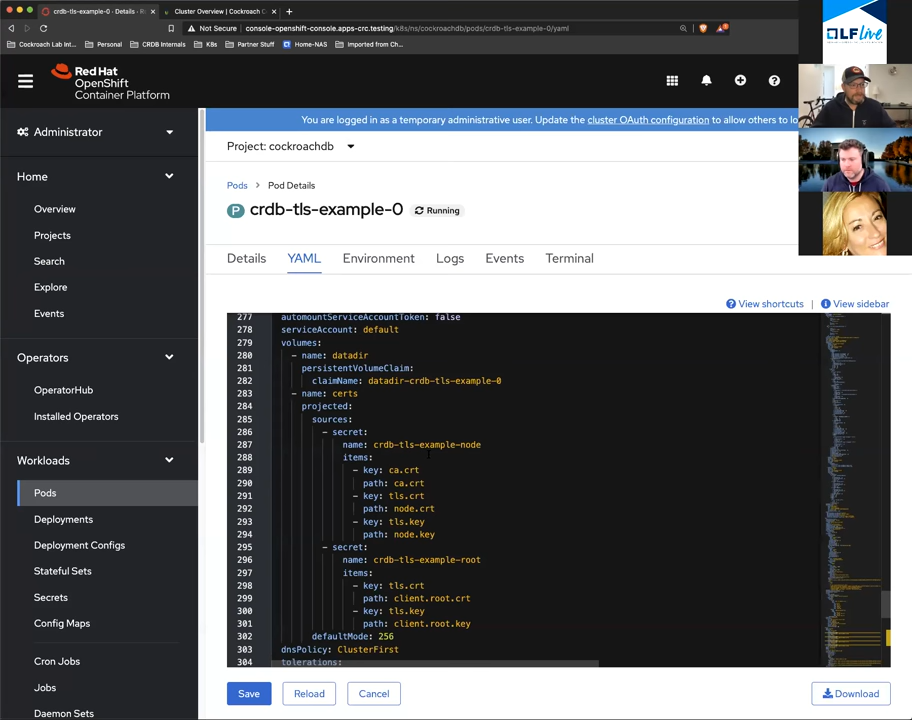 crdb-tls-example-0 - Details - R
Cluster Overview | Cockroach C
Not Secure
console-openshift-console.apps-crc.testing/k8s/ns/cockroachdb/pods/crdb-tls-example-0/yaml
Cockroach Lab Int...
Personal
CRDB Internals
K8s
Partner Stuff
Home-NAS
Imported from Ch...
OLF live
Red Hat
OpenShift
Container Platform
You are logged in as a temporary administrative user. Update the cluster OAuth configuration to allow others to lo
Administrator
Home
Overview
Projects
Search
Explore
Events
Operators
OperatorHub
Installed Operators
Workloads
Pods
Deployments
Deployment Configs
Stateful Sets
Secrets
Config Maps
Cron Jobs
Jobs
Daemon Sets
Project: cockroachdb
Pods > Pod Details
P crdb-tls-example-0 Running
Details YAML Environment Logs Events Terminal
View shortcuts | View sidebar
277 automountServiceAccountToken: false
278 serviceAccount: default
279 volumes:
280 - name: datadir
281 persistentVolumeClaim:
282 claimName: datadir-crdb-tls-example-0
283 - name: certs
284 projected:
285 sources:
286 - secret:
287 name: crdb-tls-example-node
288 items:
289 - key: ca.crt
290 path: ca.crt
291 - key: tls.crt
292 path: node.crt
293 - key: tls.key
294 path: node.key
295 - secret:
296 name: crdb-tls-example-root
297 items:
298 - key: tls.crt
299 path: client.root.crt
300 - key: tls.key
301 path: client.root.key
302 defaultMode: 256
303 dnsPolicy: ClusterFirst
304 tolerations:
Save Reload Cancel Download